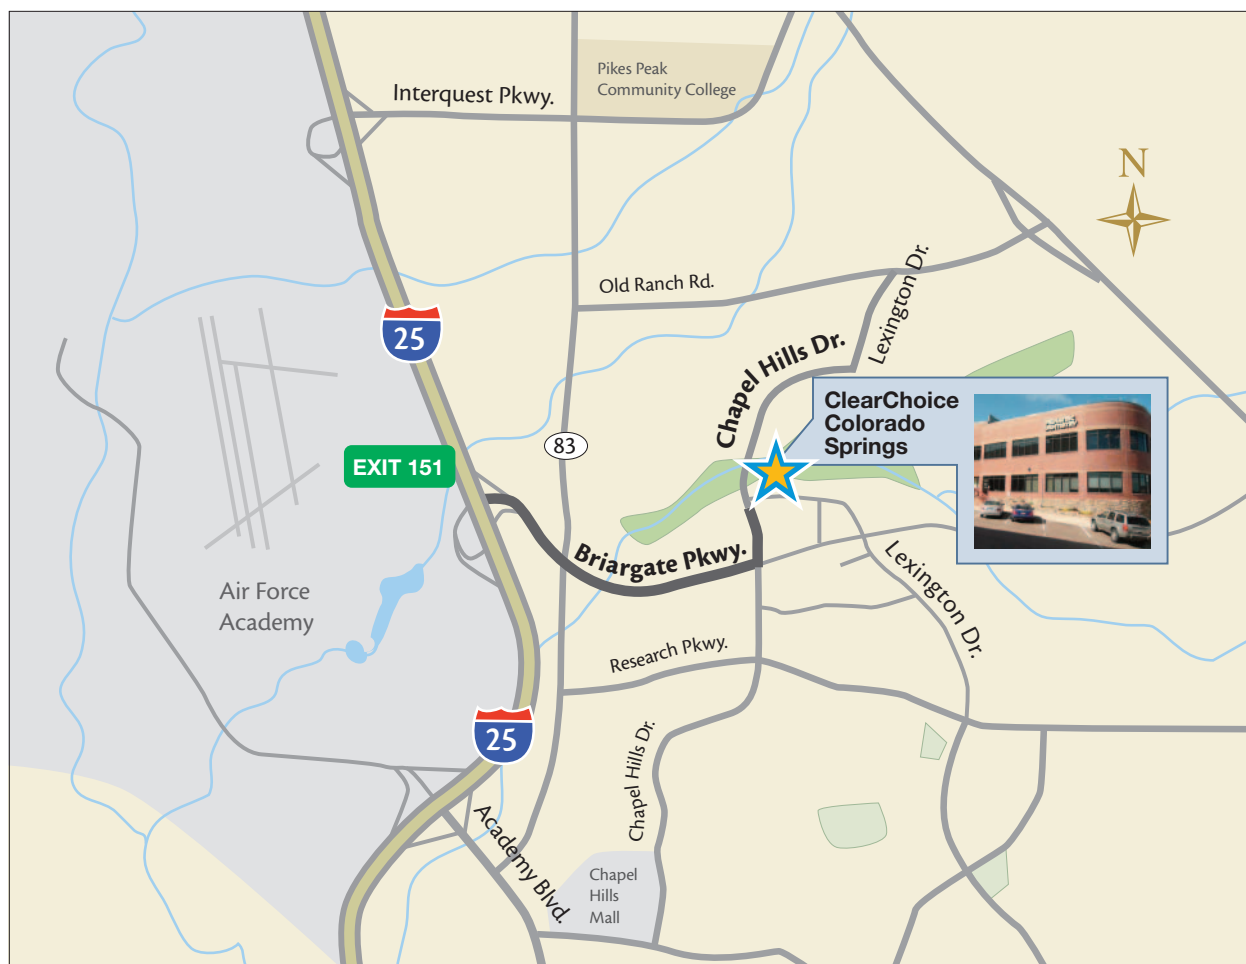 Pikes Peak
Community College
Interquest Pkwy.
N
Old Ranch Rd.
Lexington Dr.
25
Chapel Hills Dr.
ClearChoice
Colorado
Springs
83
EXIT 151
Briargate Pkwy.
Lexington Dr.
Air Force
Academy
Research Pkwy.
25
Chapel Hills Dr.
Academy Blvd.
Chapel
Hills
Mall